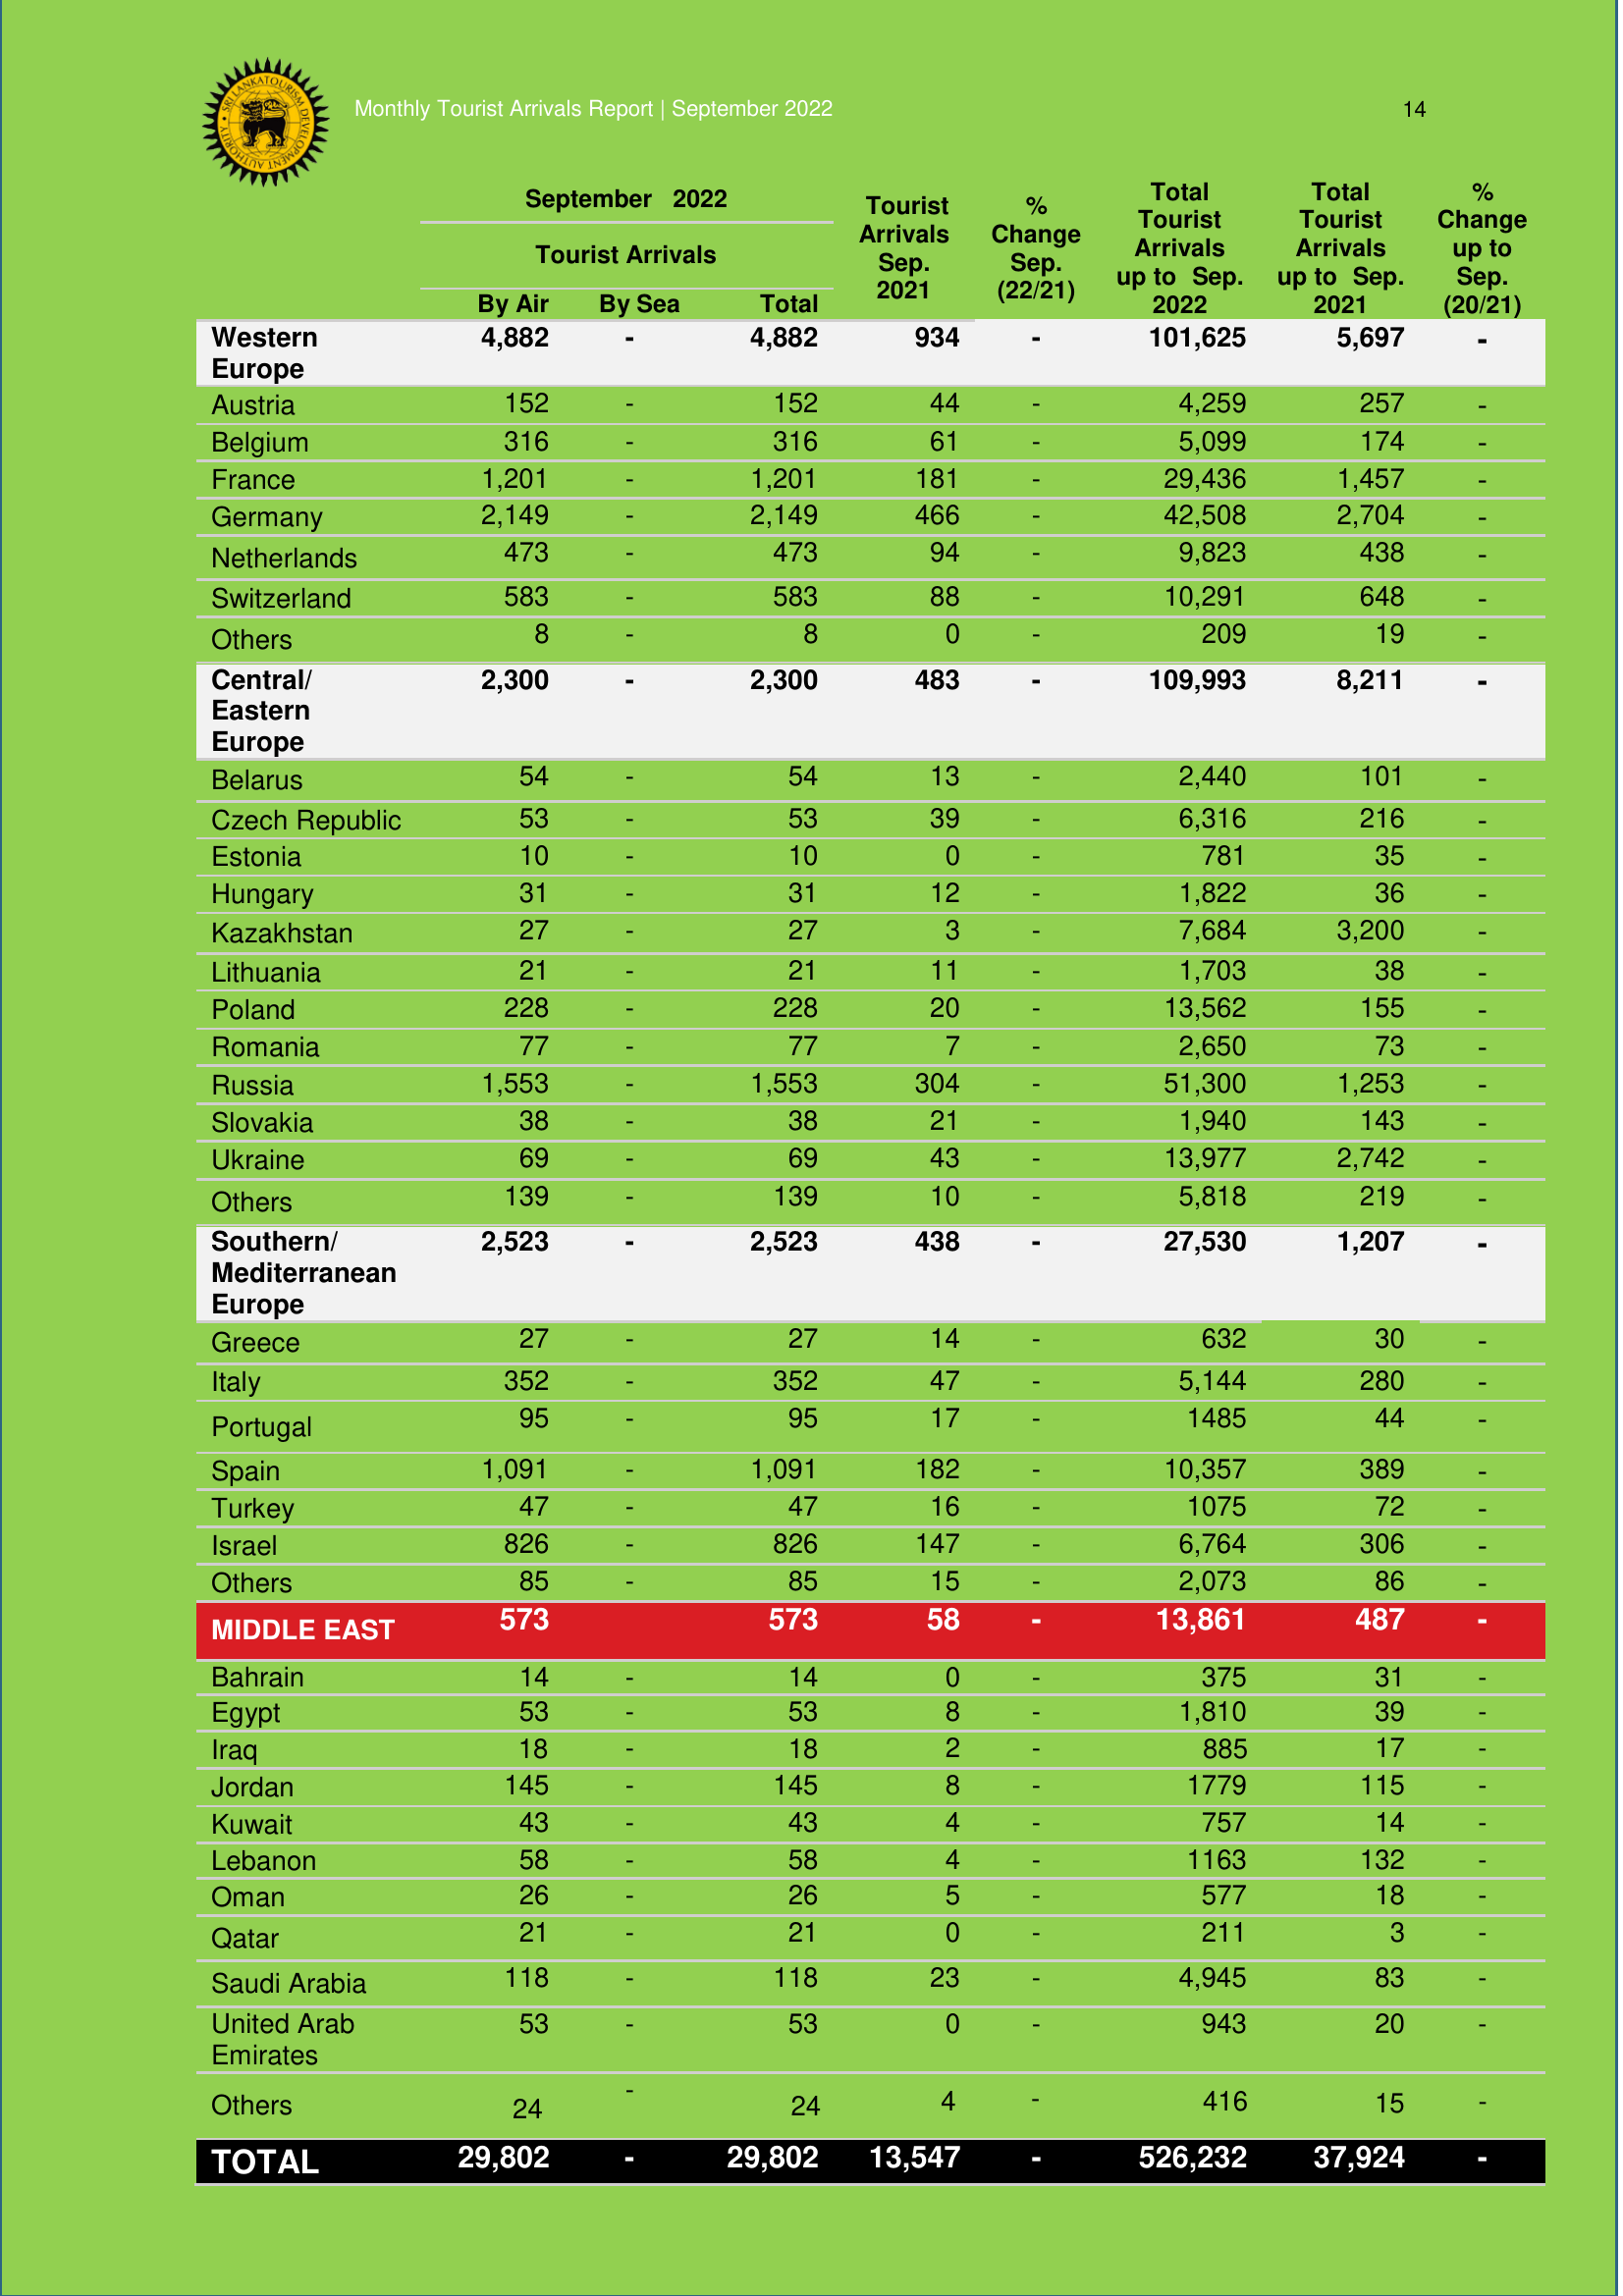 SRI LANKA TOURISM DEVELOPMENT AUTHORITY
Monthly Tourist Arrivals Report | September 2022 14
September 2022 Tourist Arrivals Sep. 2021 % Change Sep. (22/21) Total Tourist Arrivals up to Sep. 2022 Total Tourist Arrivals up to Sep. 2021 % Change up to Sep. (20/21)
Tourist Arrivals
By Air By Sea Total
Western Europe 4,882 - 4,882 934 - 101,625 5,697 -
Austria 152 - 152 44 - 4,259 257 -
Belgium 316 - 316 61 - 5,099 174 -
France 1,201 - 1,201 181 - 29,436 1,457 -
Germany 2,149 - 2,149 466 - 42,508 2,704 -
Netherlands 473 - 473 94 - 9,823 438 -
Switzerland 583 - 583 88 - 10,291 648 -
Others 8 - 8 0 - 209 19 -
Central/ Eastern Europe 2,300 - 2,300 483 - 109,993 8,211 -
Belarus 54 - 54 13 - 2,440 101 -
Czech Republic 53 - 53 39 - 6,316 216 -
Estonia 10 - 10 0 - 781 35 -
Hungary 31 - 31 12 - 1,822 36 -
Kazakhstan 27 - 27 3 - 7,684 3,200 -
Lithuania 21 - 21 11 - 1,703 38 -
Poland 228 - 228 20 - 13,562 155 -
Romania 77 - 77 7 - 2,650 73 -
Russia 1,553 - 1,553 304 - 51,300 1,253 -
Slovakia 38 - 38 21 - 1,940 143 -
Ukraine 69 - 69 43 - 13,977 2,742 -
Others 139 - 139 10 - 5,818 219 -
Southern/ Mediterranean Europe 2,523 - 2,523 438 - 27,530 1,207 -
Greece 27 - 27 14 - 632 30 -
Italy 352 - 352 47 - 5,144 280 -
Portugal 95 - 95 17 - 1485 44 -
Spain 1,091 - 1,091 182 - 10,357 389 -
Turkey 47 - 47 16 - 1075 72 -
Israel 826 - 826 147 - 6,764 306 -
Others 85 - 85 15 - 2,073 86 -
MIDDLE EAST 573 573 58 - 13,861 487 -
Bahrain 14 - 14 0 - 375 31 -
Egypt 53 - 53 8 - 1,810 39 -
Iraq 18 - 18 2 - 885 17 -
Jordan 145 - 145 8 - 1779 115 -
Kuwait 43 - 43 4 - 757 14 -
Lebanon 58 - 58 4 - 1163 132 -
Oman 26 - 26 5 - 577 18 -
Qatar 21 - 21 0 - 211 3 -
Saudi Arabia 118 - 118 23 - 4,945 83 -
United Arab Emirates 53 - 53 0 - 943 20 -
Others 24 - 24 4 - 416 15 -
TOTAL 29,802 - 29,802 13,547 - 526,232 37,924 -